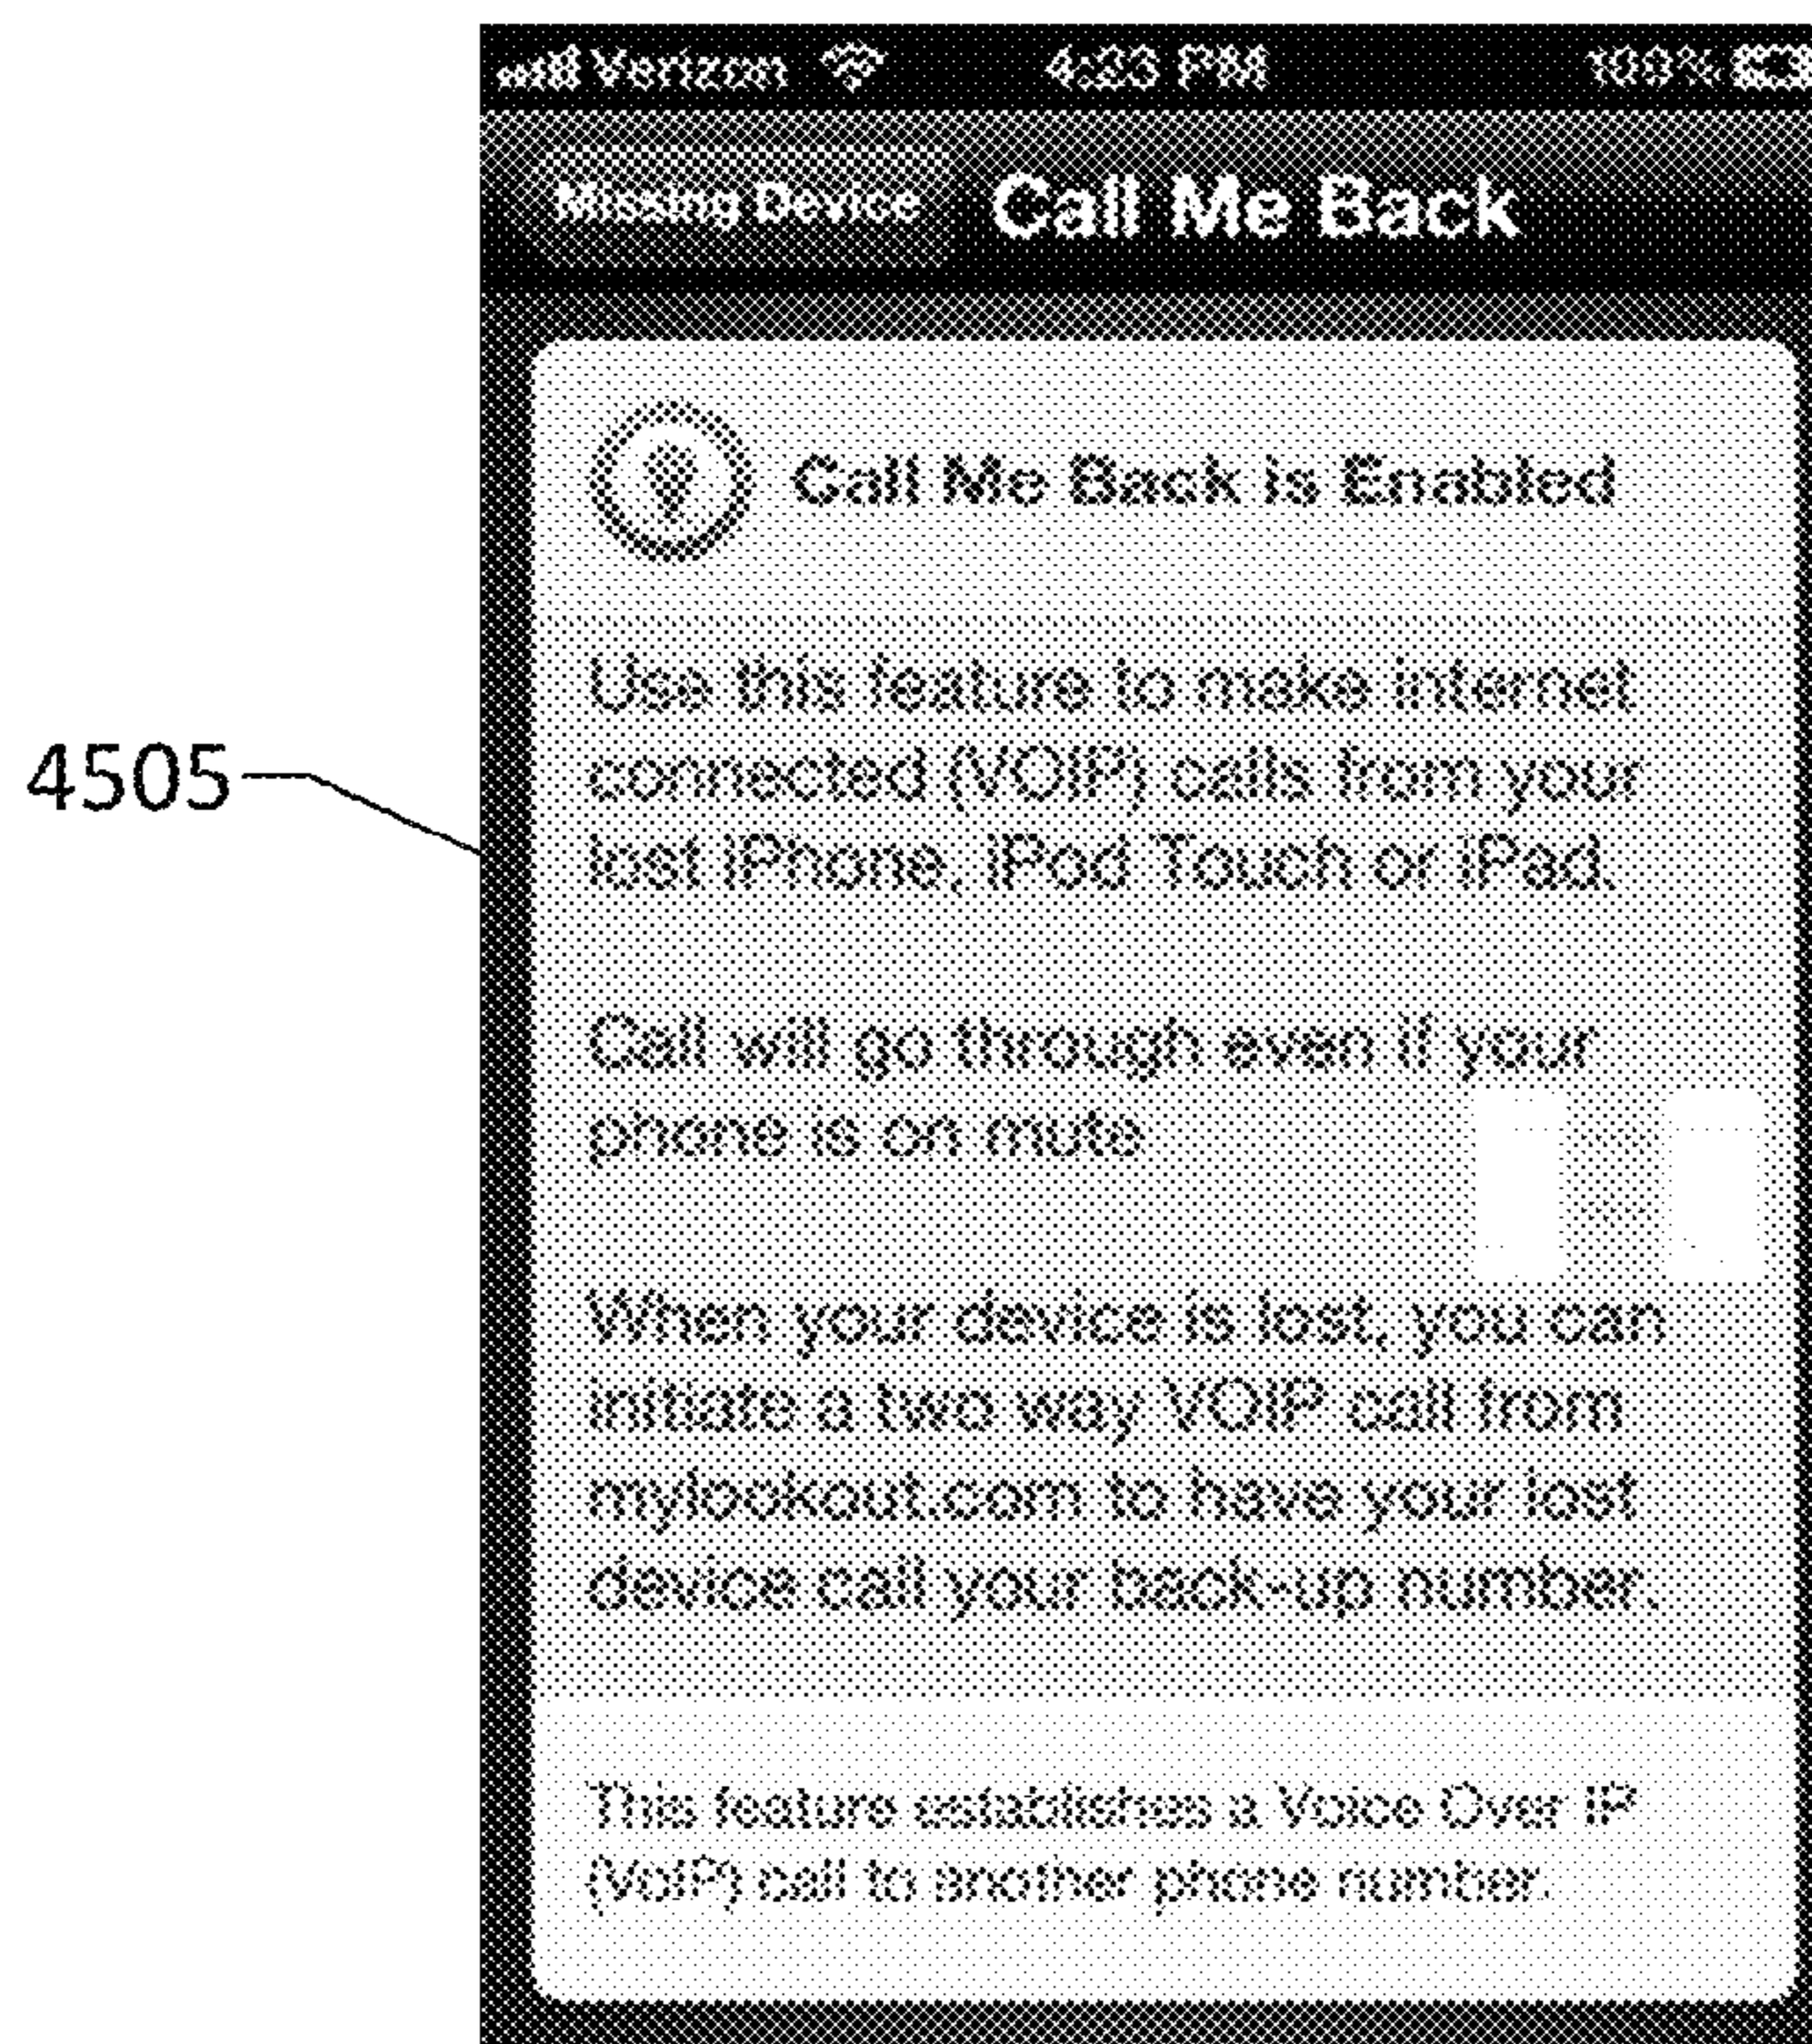 Verizon 4:33 PM 100%
Missing Device Call Me Back
Call Me Back is Enabled
Use this feature to make internet
connected (VOIP) calls from your
lost iPhone, iPod Touch or iPad.
4505
Call will go through even if your
phone is on mute
When your device is lost, you can
initiate a two way VOIP call from
mylookout.com to have your lost
device call your back-up number.
This feature establishes a Voice Over IP
(VoIP) call to another phone number.